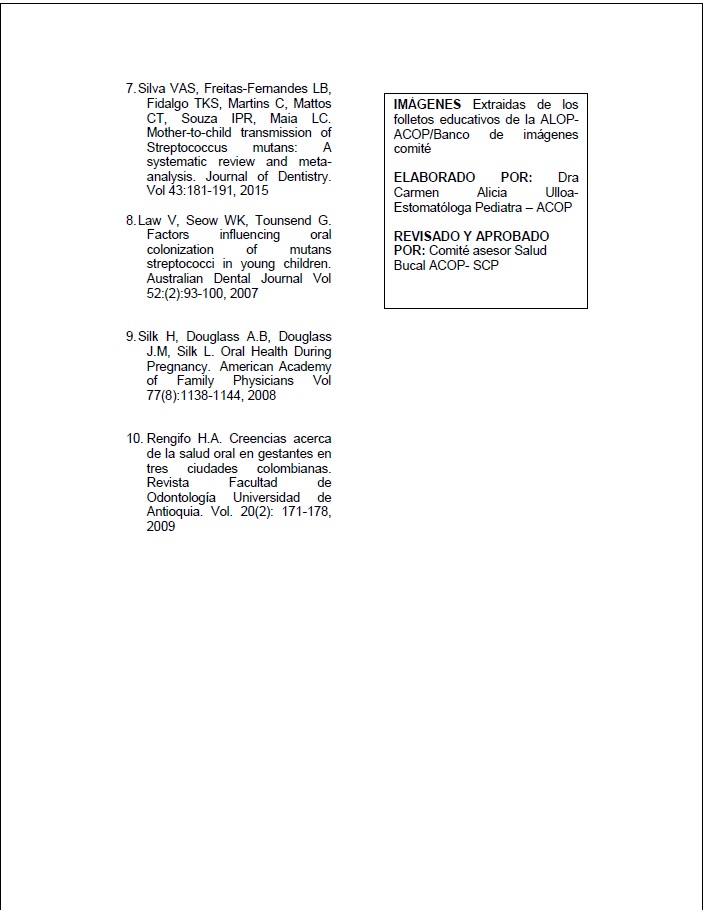 7. Silva VAS, Freitas-Fernandes LB,
Fidalgo TKS, Martins C, Mattos
CT, Souza IPR, Maia LC.
Mother-to-child transmission of
Streptococcus mutans: A
systematic review and meta-
analysis. Journal of Dentistry.
Vol 43:181-191, 2015
8. Law V, Seow WK, Tounsend G.
Factors influencing oral
colonization of mutans
streptococci in young children.
Australian Dental Journal Vol
52:(2):93-100, 2007
9. Silk H, Douglass A.B, Douglass
J.M, Silk L. Oral Health During
Pregnancy. American Academy
of Family Physicians Vol
77(8):1138-1144, 2008
10. Rengifo H.A. Creencias acerca
de la salud oral en gestantes en
tres ciudades colombianas.
Revista Facultad de
Odontología Universidad de
Antioquia. Vol. 20(2): 171-178,
2009
IMÁGENES Extraidas de los
folletos educativos de la ALOP-
ACOP/Banco de imágenes
comité
ELABORADO POR: Dra
Carmen Alicia Ulloa-
Estomatóloga Pediatra – ACOP
REVISADO Y APROBADO
POR: Comité asesor Salud
Bucal ACOP- SCP